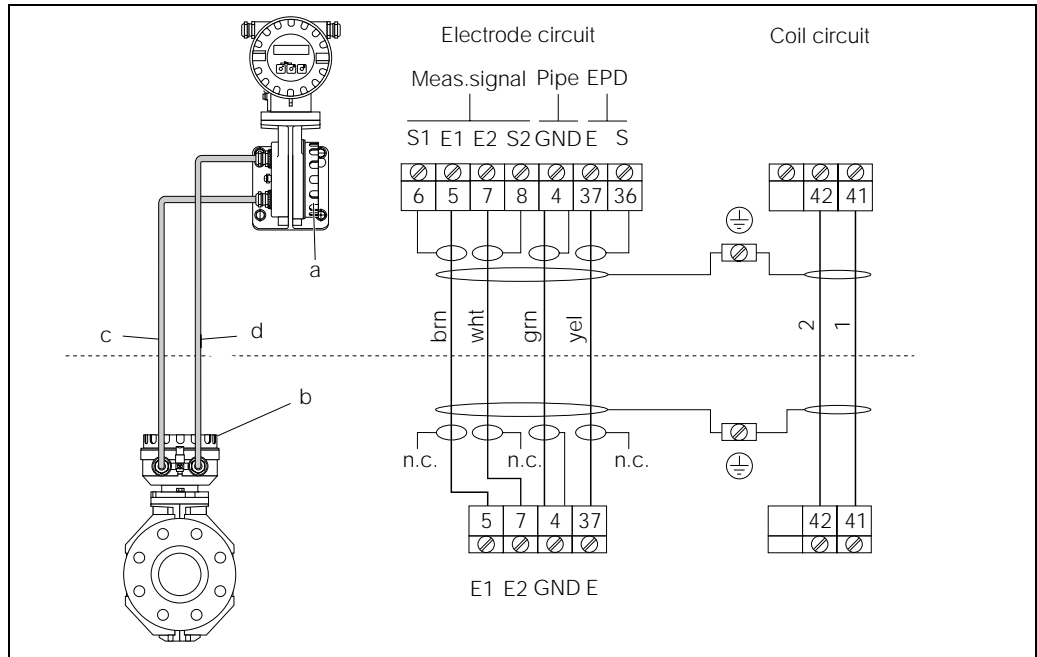 Electrode circuit Coil circuit
Meas.signal Pipe EPD
S1 E1 E2 S2 GND E S
6 5 7 8 4 37 36 42 41
a
c d brn wht grn yel 2 1
b
n.c. n.c. n.c.
5 7 4 37 42 41
E1 E2 GND E